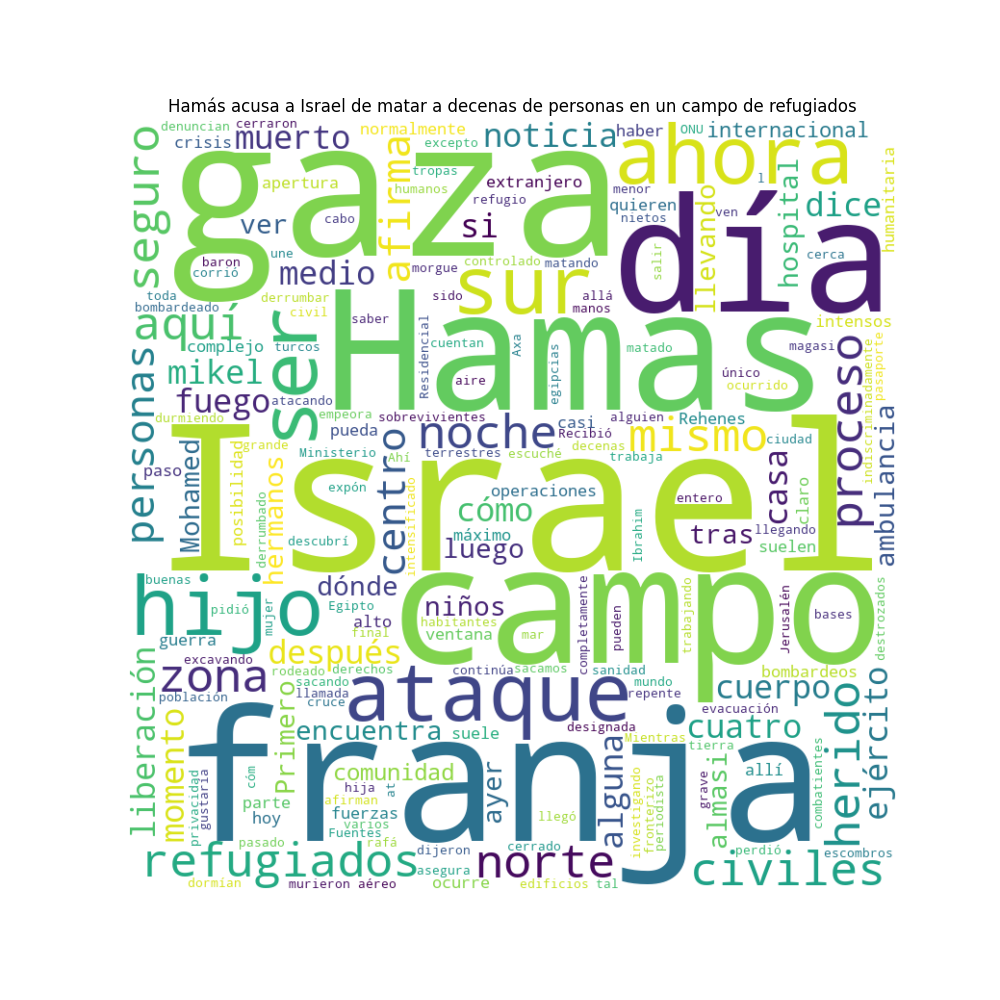 Hamás acusa a Israel de matar a decenas de personas en un campo de refugiados
denuncian cerraron normalmente noticia haber ONU internacional
crisis muerto excepto ahora
gaza
seguro apertura afirma tropas humanos extranjero menor llevando hospital dice humanitaria
refugio quieren nietos día l ven
ver cabo si cerca
une baron corrió medio morgue controlado matando salir
toda bombardeado derrumbar civil sur allá manos sido
aquí ser saber Hamas intensos
complejo turcos Residencial cuentan Axa egipcias matado magasi
mikel aire único ocurrido indiscriminadamente pasaporte
personas fuego atacando proceso
durmiendo empeora sobrevivientes casi alguien Rehenes
pueda noche Recibió mismo
grande Ministerio Ahí terrestres escuché decenas trabaja ciudad
paso Mohamed posibilidad centro casa ambulancia
Israel
hermanos expón operaciones entero claro
derrumbado intensificado cómo máximo Ibrahim tras llegando
descubrí luego suelen
buenas dónde campo
hijo pidió mujer Egipto niños completamente pueden trabajando Jerusalén bases destrozados
alto habitantes ventana mar
guerra final
excavando después
zona rodeado derechos continúa sacamos sanidad bombardeos
liberación población sacando llamada ataque mundo repente cuerpo
cruce evacuación
momento Primero encuentra suele designada Mientras cuatro herido ejército
franja tierra
privacidad gustaria cóm comunidad alguna almasi grave allí combatientes
hija at ayer
parte afirman fuerzas investigando fronterizo periodista
hoy varios llegó
Fuentes
pasado rafá dijeron cerrado perdió escombros
refugiados asegura norte civiles
dormían murieron aéreo ocurre edificios tal